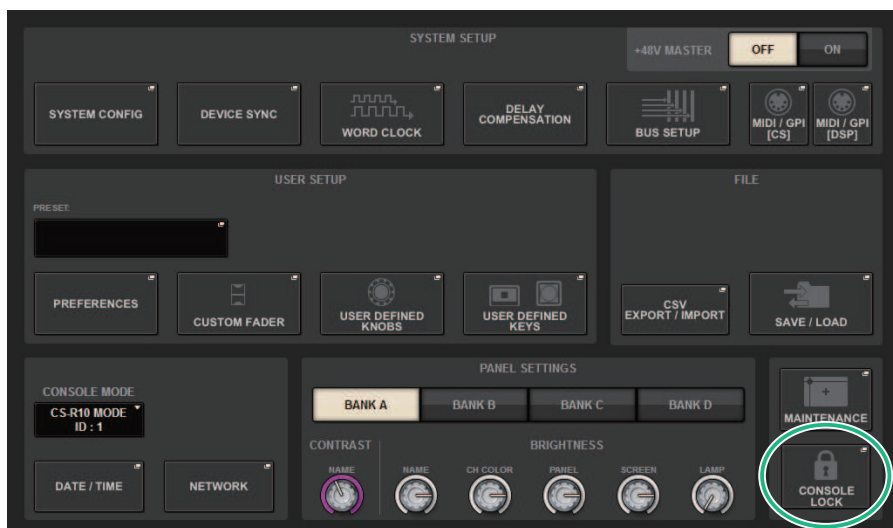 SYSTEM SETUP
+48V MASTER
OFF
ON
SYSTEM CONFIG
DEVICE SYNC
WORD CLOCK
DELAY
COMPENSATION
BUS SETUP
MIDI / GPI
[CS]
MIDI / GPI
[DSP]
USER SETUP
PRESET:
PREFERENCES
CUSTOM FADER
USER DEFINED
KNOBS
USER DEFINED
KEYS
FILE
CSV
EXPORT / IMPORT
SAVE / LOAD
CONSOLE MODE
CS-R10 MODE
ID : 1
DATE / TIME
NETWORK
PANEL SETTINGS
BANK A
BANK B
BANK C
BANK D
CONTRAST
BRIGHTNESS
NAME
NAME
CH COLOR
PANEL
SCREEN
LAMP
MAINTENANCE
CONSOLE
LOCK